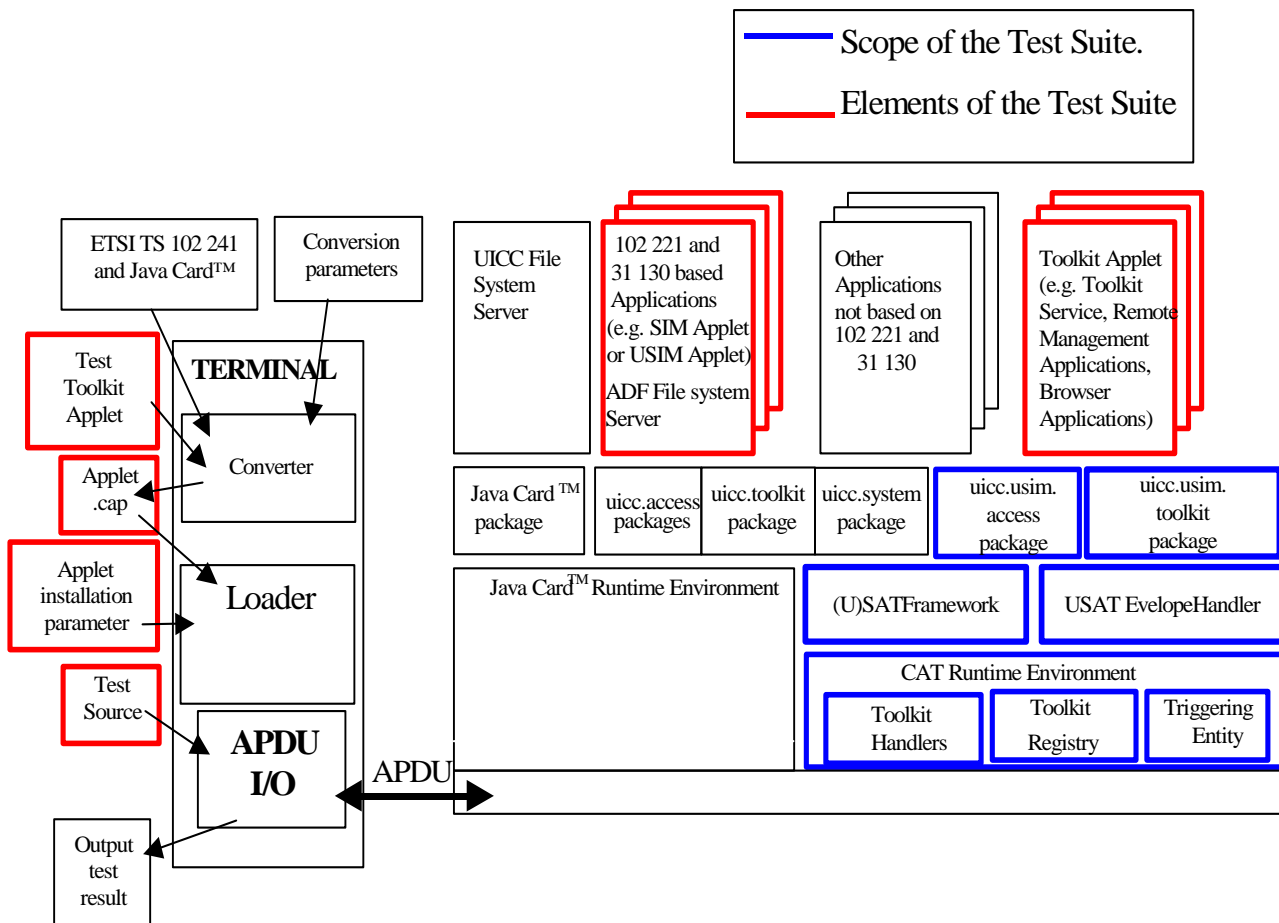 Scope of the Test Suite.
Elements of the Test Suite
ETSI TS 102 241
and Java Card™
Conversion
parameters
UICC File
System
Server
102 221 and
31 130 based
Applications
(e.g. SIM Applet
or USIM Applet)
ADF File system
Server
Other
Applications
not based on
102 221 and
31 130
Toolkit Applet
(e.g. Toolkit
Service, Remote
Management
Applications,
Browser
Applications)
Test
Toolkit
Applet
TERMINAL
Converter
Applet
.cap
Java Card ™
package
uicc.access
packages
uicc.toolkit
package
uicc.system
package
uicc.usim.
access
package
uicc.usim.
toolkit
package
Applet
installation
parameter
Loader
Java Card™ Runtime Environment
(U)SATFramework
USAT EvelopeHandler
CAT Runtime Environment
Toolkit
Handlers
Toolkit
Registry
Triggering
Entity
Test
Source
APDU
I/O
APDU
Output
test
result